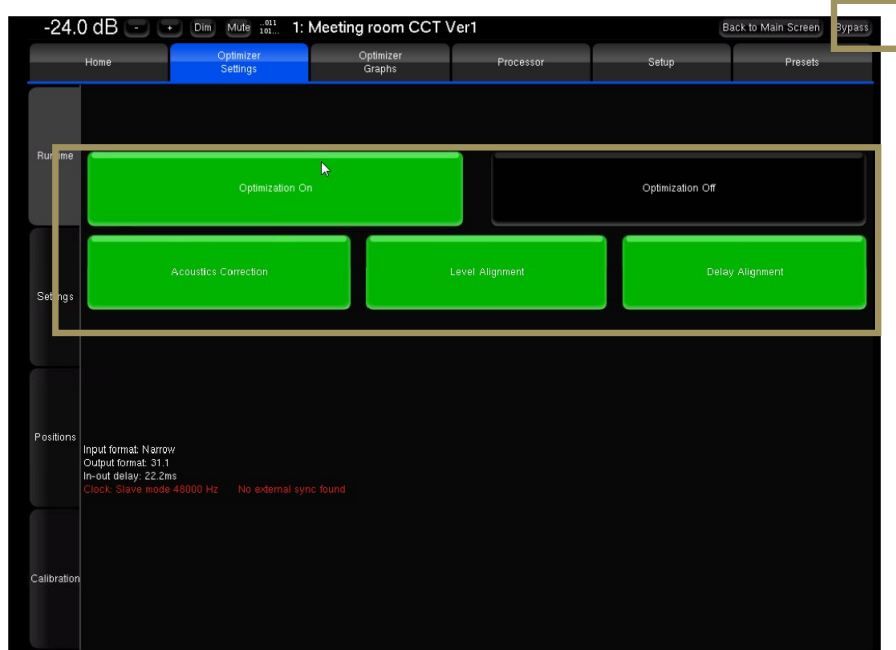 -24.0 dB - + Dim Mute ..011 101... 1: Meeting room CCT Ver1 Back to Main Screen Bypass
Home Optimizer Settings Optimizer Graphs Processor Setup Presets
Runtime
Optimization On Optimization Off
Acoustics Correction Level Alignment Delay Alignment
Settings
Positions
Input format: Narrow
Output format: 31.1
In-out delay: 22.2ms
Clock: Slave mode 48000 Hz No external sync found
Calibration